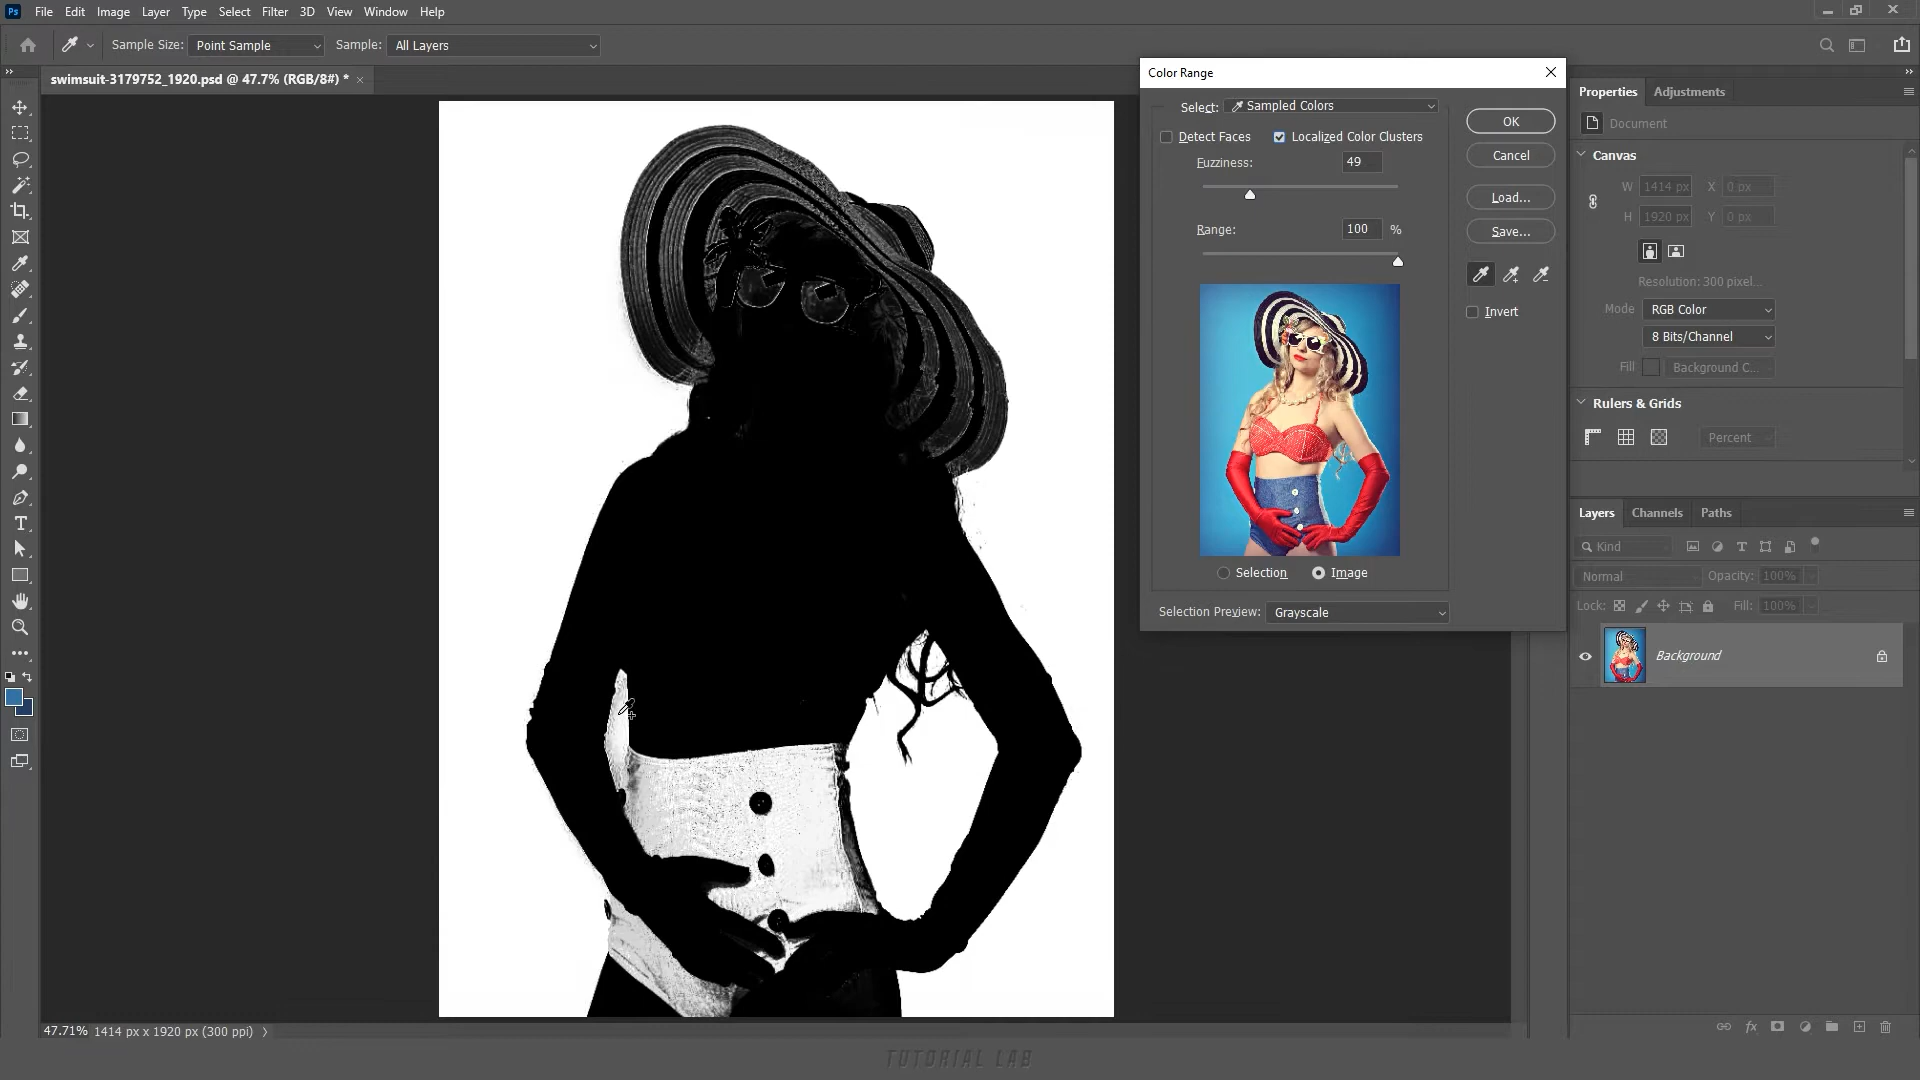 Ps File Edit Image Layer Type Select Filter 3D View Window Help
Sample Size: Point Sample Sample: All Layers
swimsuit-3179752_1920.psd @ 47.7% (RGB/8#) * ×
Color Range
Select: Sampled Colors
Detect Faces Localized Color Clusters
Fuzziness: 49
Range: 100 %
OK
Cancel
Load...
Save...
Invert
Selection Image
Selection Preview: Grayscale
Properties Adjustments
Document
Canvas
W 1414 px X 0 px
H 1920 px Y 0 px
Resolution: 300 pixel...
Mode RGB Color
8 Bits/Channel
Fill Background C...
Rulers & Grids
Percent
Layers Channels Paths
Kind
Normal Opacity: 100%
Lock: Fill: 100%
Background
47.71% 1414 px x 1920 px (300 ppi)
TUTORIAL LAB